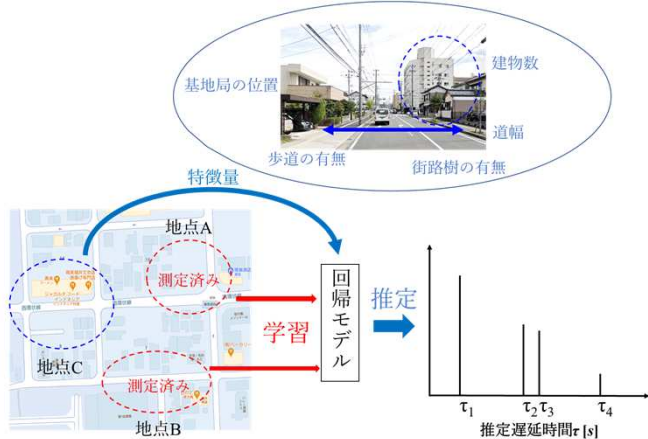 基地局の位置
建物数
道幅
歩道の有無
街路樹の有無
特徴量
地点A
測定済み
地点C
測定済み
地点B
学習
回帰モデル
推定
τ1
τ2
τ3
τ4
推定遅延時間τ [s]